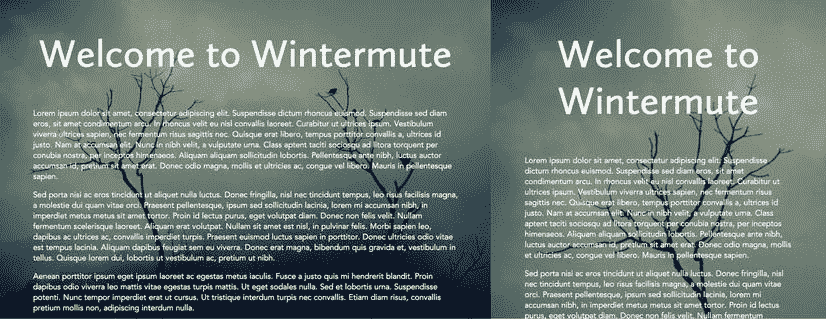 Welcome to Wintermute
Lorem ipsum dolor sit amet, consectetur adipiscing elit. Suspendisse dictum rhoncus euismod. Suspendisse sed diam
eros, sit amet condimentum arcu. In rhoncus velit eu nisl convallis cursus. Curabitur ut ultrices ipsum. Vestibulum
viverra ultrices sapien, nec fermentum risus sagittis nec. Quisque erat libero, tempus porttitor convallis a, ultrices id
justo. Nam at accumsan elit. Nunc in nibh velit, a vulputate urna. Class aptent taciti sociosqu ad litora torquent per
conubia nostra, per inceptos himenaeos. Aliquam aliquam sollicitudin lobortis. Pellentesque ante nibh, luctus auctor
accumsan id, pretium sit amet erat. Donec diam odio, mollis et ultricies ac, congue vel libero. Mauris in pellentesque
sapien.
Sed porta nisi ac eros tincidunt ut aliquet nulla luctus. Donec fringilla, nisl nec tincidunt tempus, leo risus facilisis magna,
a molestie dui quam vitae orci. Praesent pellentesque, ipsum sollicitudin lacinia, lorem mi accumsan nibh, in
imperdiet metus metus sit amet tortor. Proin id lectus purus, eget volutpat diam. Donec non felis velit. Nullam
fermentum scelerisque laoreet. Aliquam erat volutpat. Nullam sit amet est nisl, in pulvinar felis. Morbi sapien leo,
dapibus ac ultrices ac, convallis imperdiet turpis. Praesent euismod luctus sapien in porttitor. Donec ultricies odio vitae
est tempus lacinia. Aliquam dapibus feugiat sem eu viverra. Donec erat magna, bibendum quis gravida et, vestibulum in
tellus. Quisque lorem dui, lobortis ut vestibulum ac, pretium ut nibh.
Aenean porttitor ipsum eget ipsum laoreet ac egestas metus iaculis. Fusce a justo quis mi hendrerit blandit. Proin
dapibus odio viverra leo mattis vitae egestas turpis mattis. Ut eget sodales nulla. Sed et lobortis urna. Suspendisse
potenti. Nunc tempor imperdiet erat ut cursus. Ut tristique interdum turpis nec convallis. Etiam diam risus, convallis
pretium mollis non, adipiscing interdum nulla.
Welcome to
Wintermute
Lorem ipsum dolor sit amet, consectetur adipiscing elit. Suspendisse
dictum rhoncus euismod. Suspendisse sed diam eros, sit amet
condimentum arcu. In rhoncus velit eu nisl convallis cursus. Curabitur ut
ultrices ipsum. Vestibulum viverra ultrices sapien, nec fermentum risus
sagittis nec. Quisque erat libero, tempus porttitor convallis a, ultrices id
justo. Nam at accumsan elit. Nunc in nibh velit, a vulputate urna. Class
aptent taciti sociosqu ad litora torquent per conubia nostra, per inceptos
himenaeos. Aliquam aliquam sollicitudin lobortis. Pellentesque ante nibh,
luctus auctor accumsan id, pretium sit amet erat. Donec diam odio, mollis
et ultricies ac, congue vel libero. Mauris in pellentesque sapien.
Sed porta nisi ac eros tincidunt ut aliquet nulla luctus. Donec fringilla, nisl
nec tincidunt tempus, leo risus facilisis magna, a molestie dui quam vitae
orci. Praesent pellentesque, ipsum sollicitudin lacinia, lorem mi
accumsan nibh, in imperdiet metus metus sit amet tortor. Proin id lectus
purus, eget volutpat diam. Donec non felis velit. Nullam fermentum